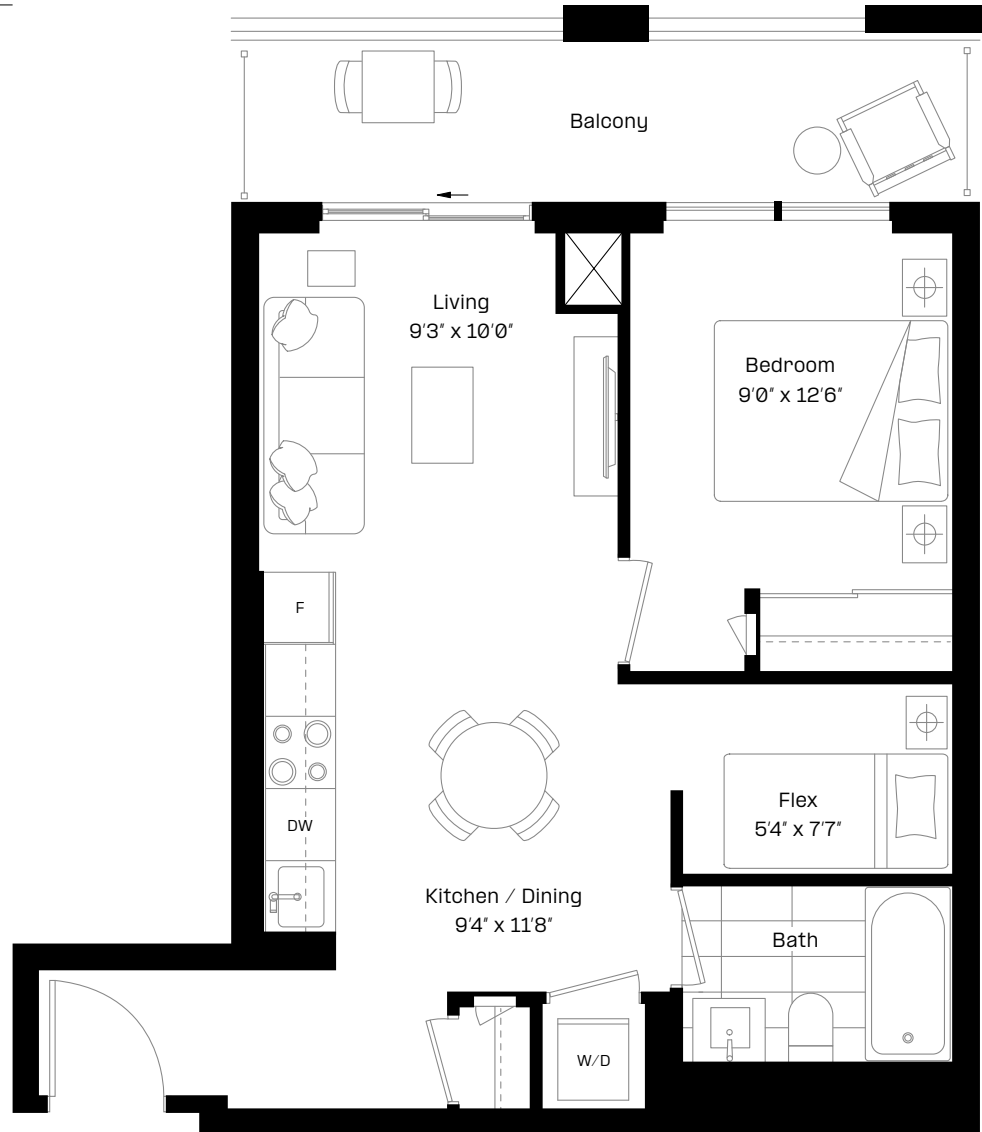 Balcony
Living
9'3" x 10'0"
Bedroom
9'0" x 12'6"
F
DW
Flex
5'4" x 7'7"
Kitchen / Dining
9'4" x 11'8"
Bath
W/D